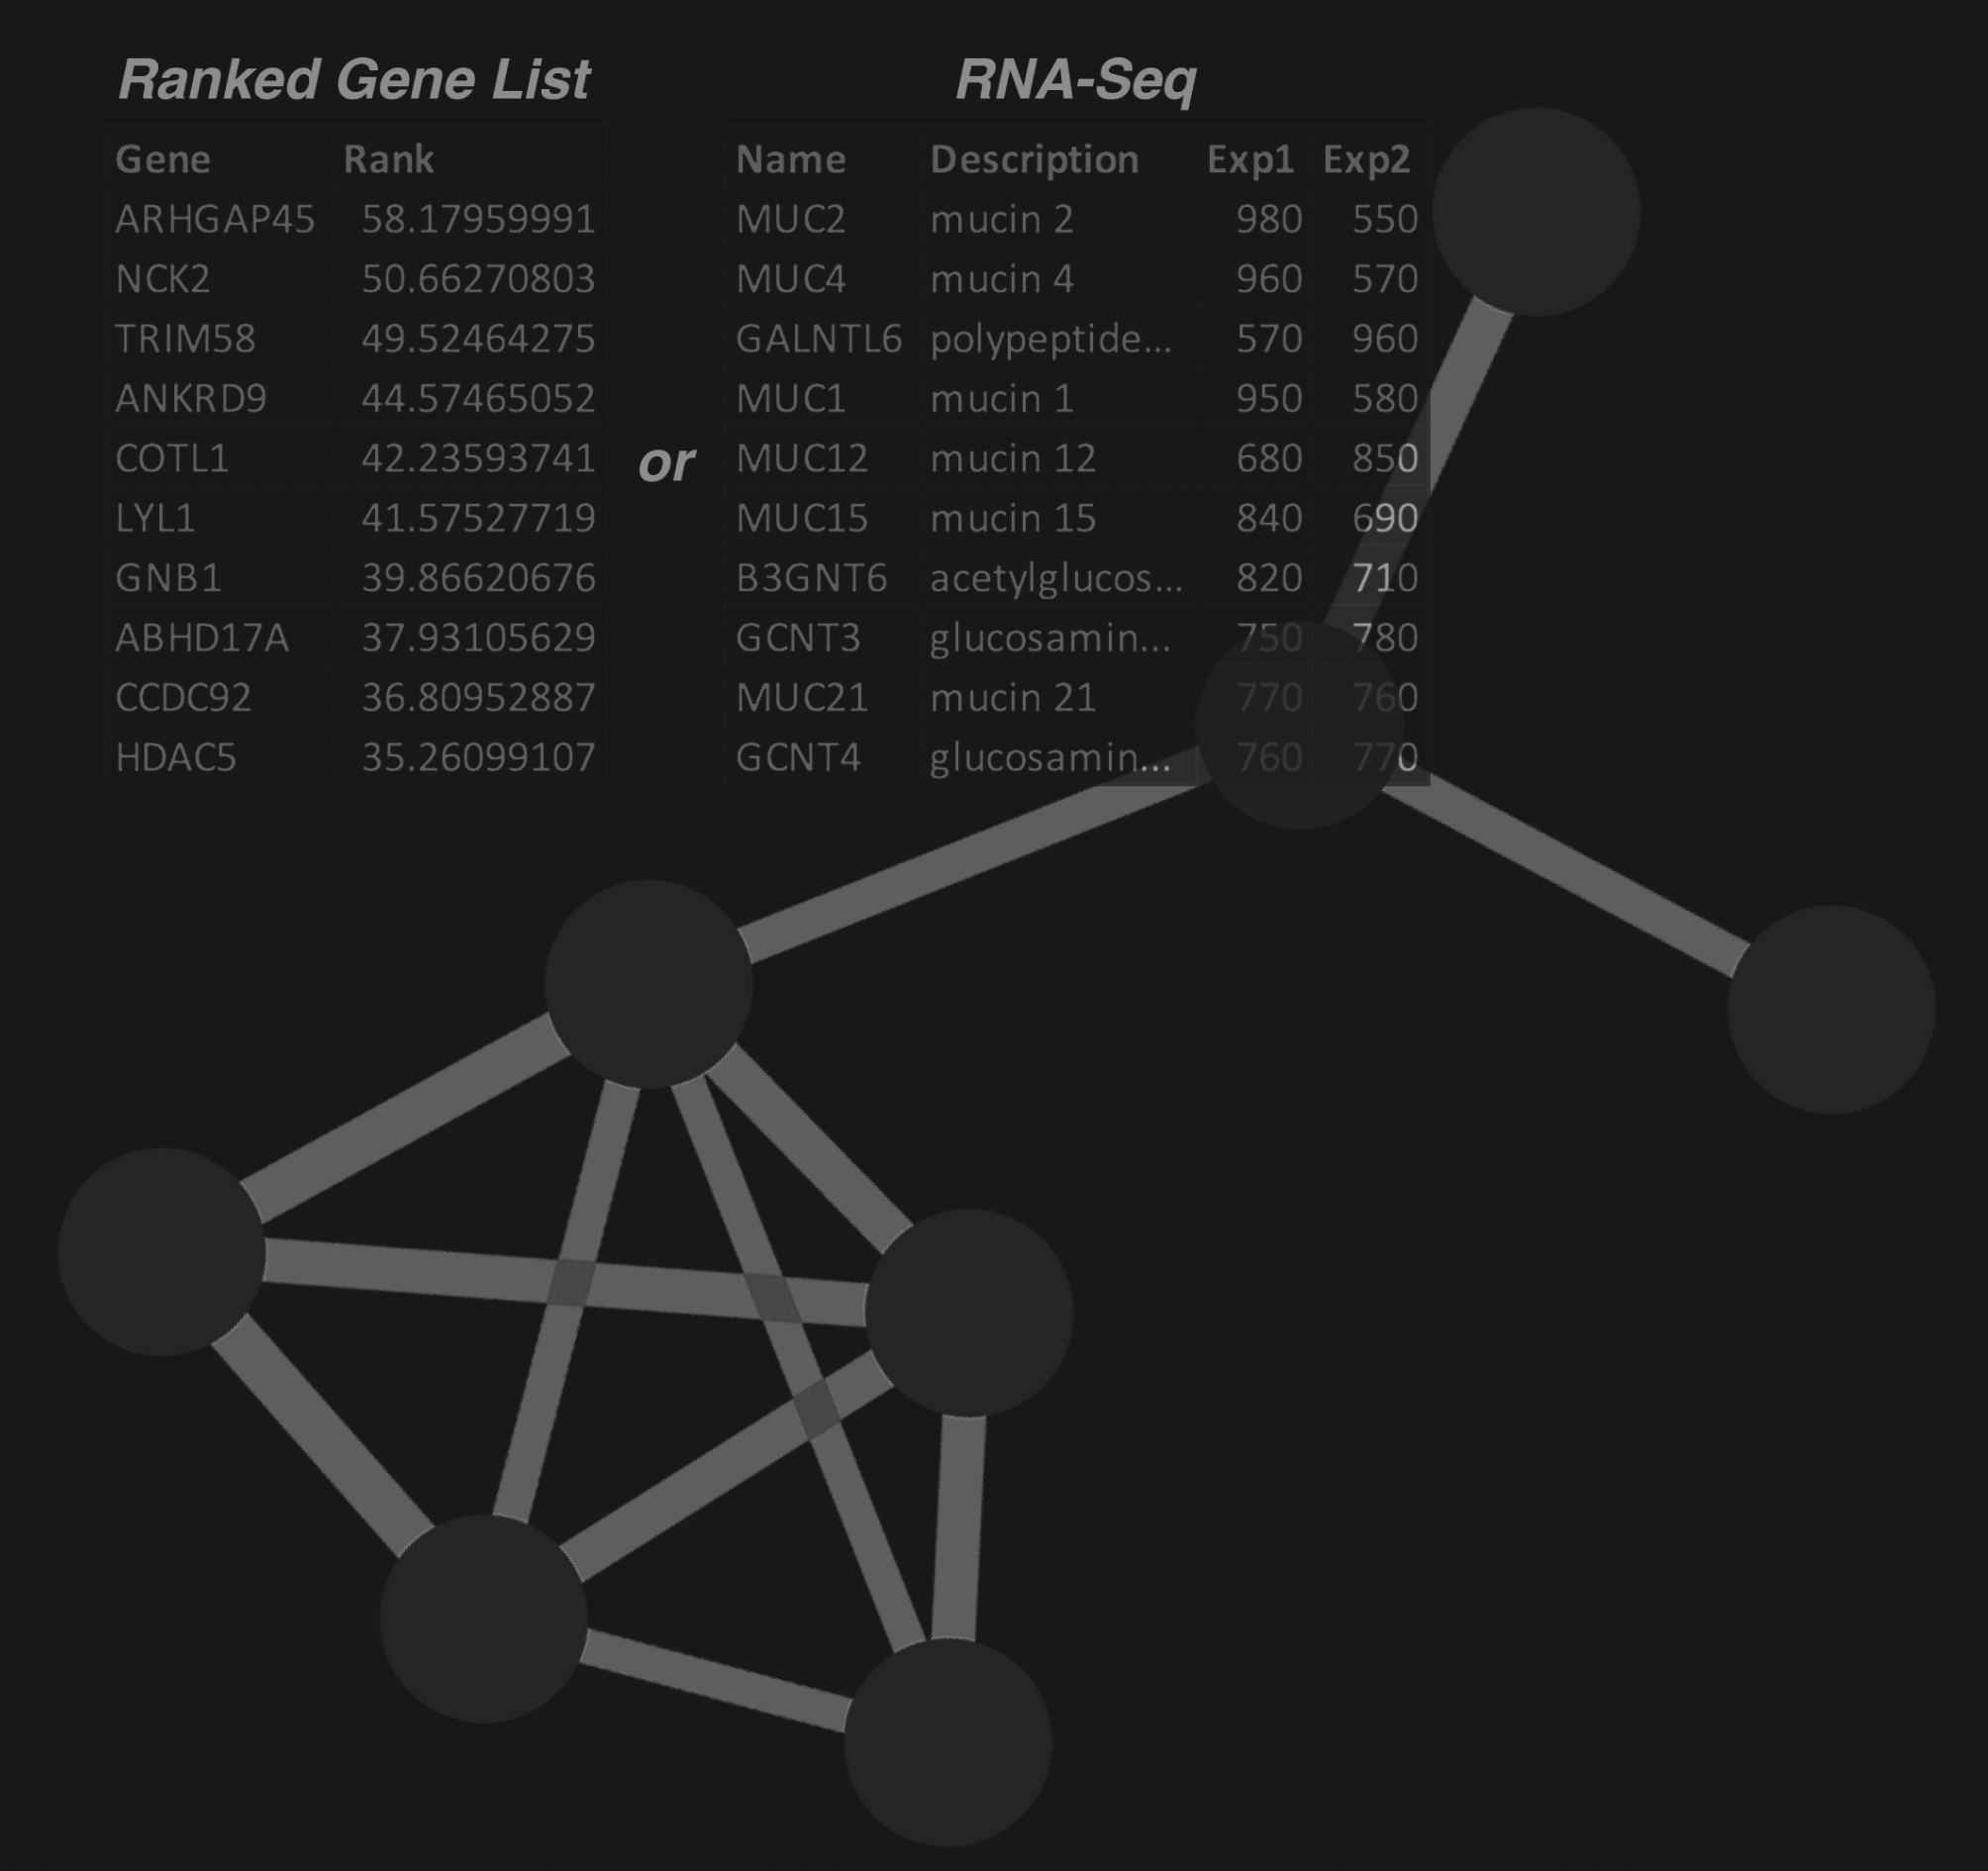 Ranked Gene List
Gene Rank
ARHGAP45 58.17959991
NCK2 50.66270803
TRIM58 49.52464275
ANKRD9 44.57465052
COTL1 42.23593741
LYL1 41.57527719
GNB1 39.86620676
ABHD17A 37.93105629
CCDC92 36.80952887
HDAC5 35.26099107
or
RNA-Seq
Name Description Exp1 Exp2
MUC2 mucin 2 980 550
MUC4 mucin 4 960 570
GALNTL6 polypeptide... 570 960
MUC1 mucin 1 950 580
MUC12 mucin 12 680 850
MUC15 mucin 15 840 690
B3GNT6 acetylglucos... 820 710
GCNT3 glucosamin... 750 780
MUC21 mucin 21 770 760
GCNT4 glucosamin... 760 770